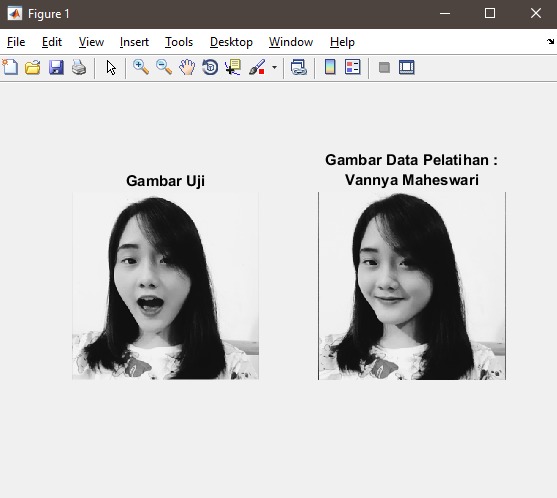 Figure 1
File Edit View Insert Tools Desktop Window Help
Gambar Data Pelatihan :
Gambar Uji
Vannya Maheswari